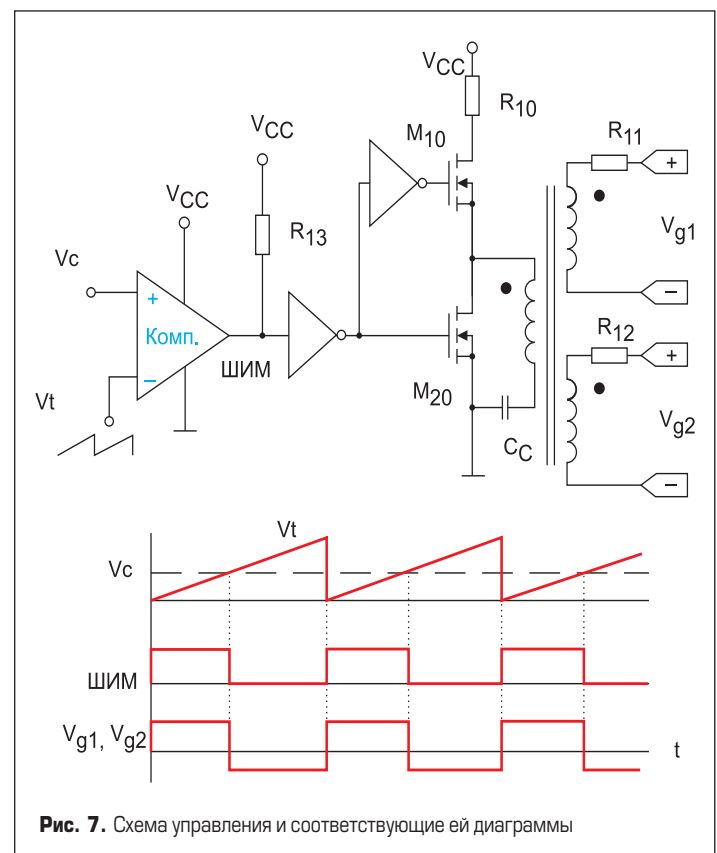 VCC
R10
M10
R11
+
VCC
Vg1
VCC
R13
Vc
−
+
R12
+
Комп.
ШИМ
M20
−
Vt
Vg2
CC
−
Vt
Vc
ШИМ
Vg1, Vg2
t
Рис. 7. Схема управления и соответствующие ей диаграммы